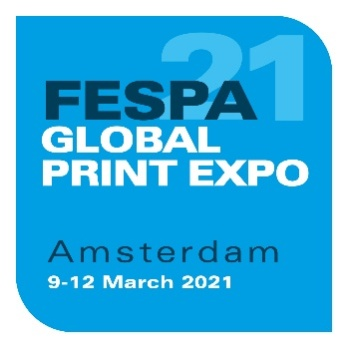 21
FESPA
GLOBAL
PRINT EXPO
Amsterdam
9-12 March 2021